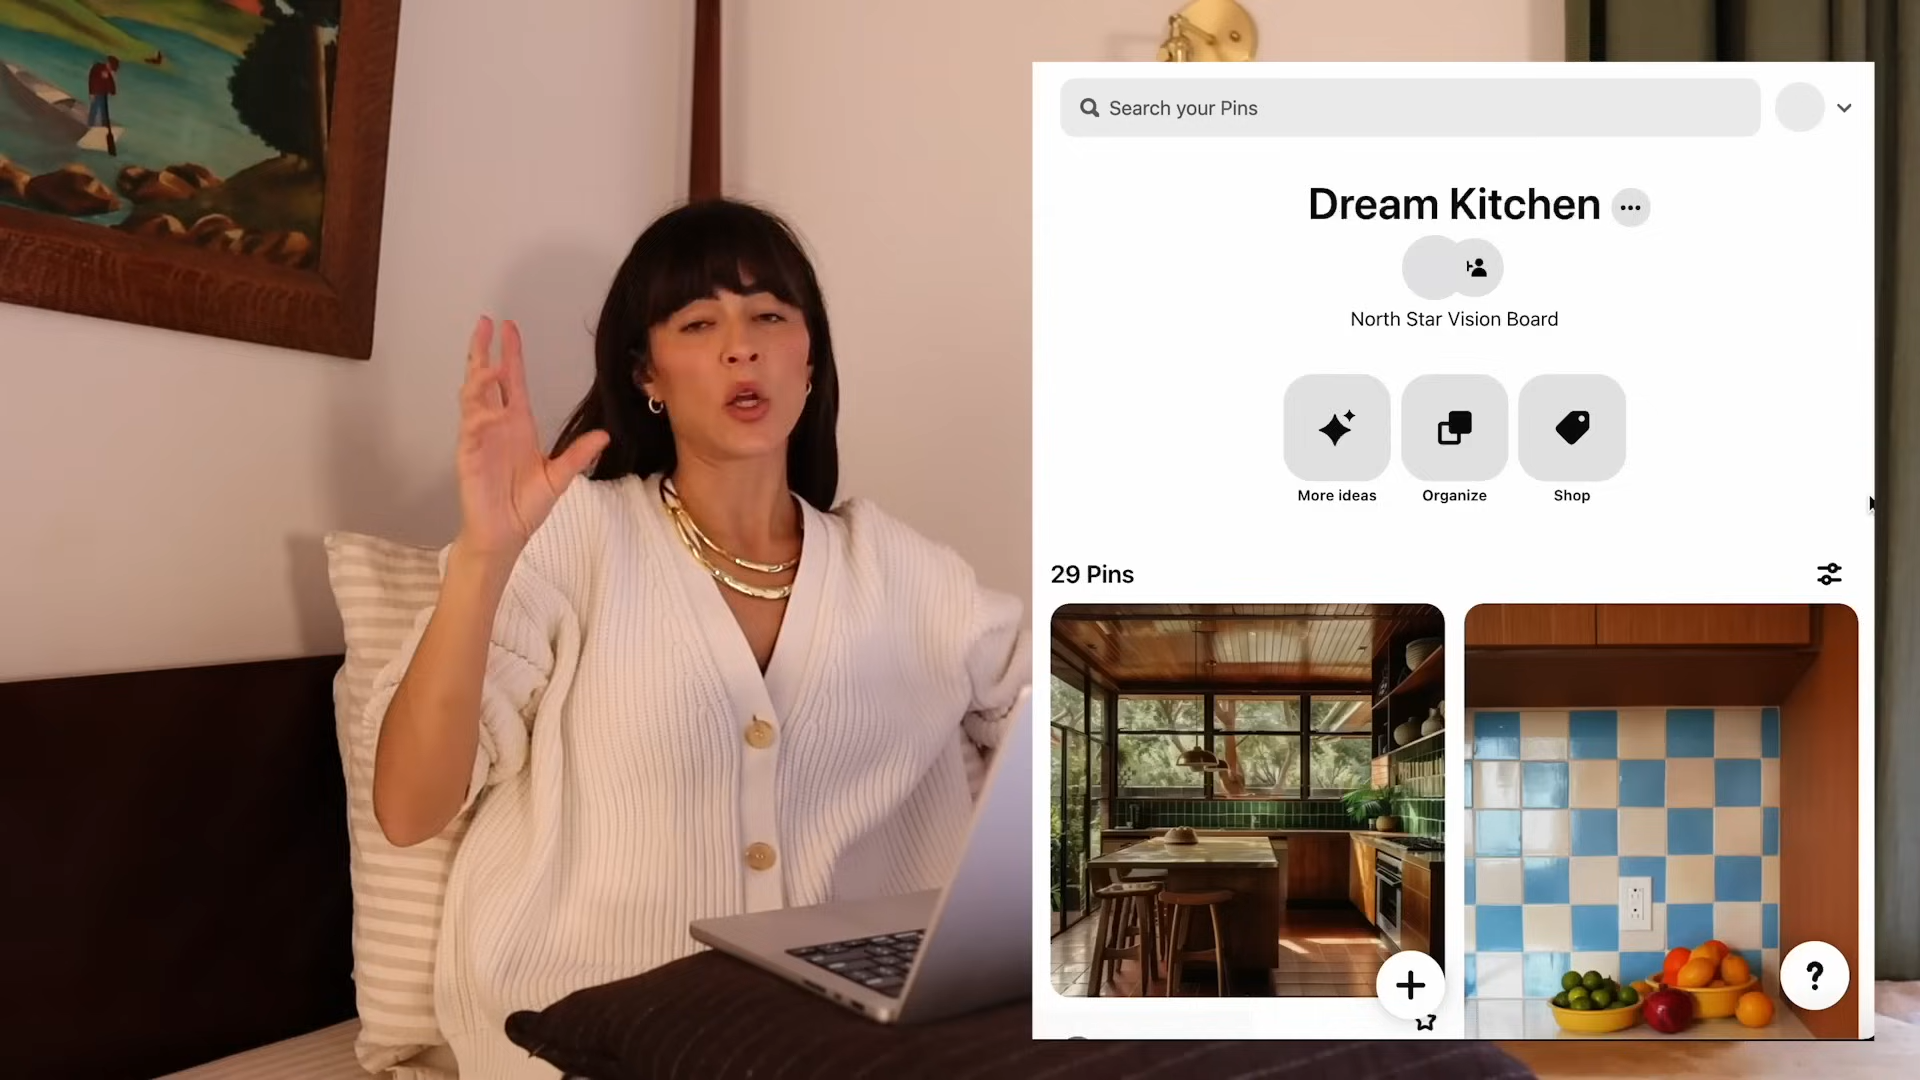 Search your Pins
Dream Kitchen
North Star Vision Board
More ideas
Organize
Shop
29 Pins